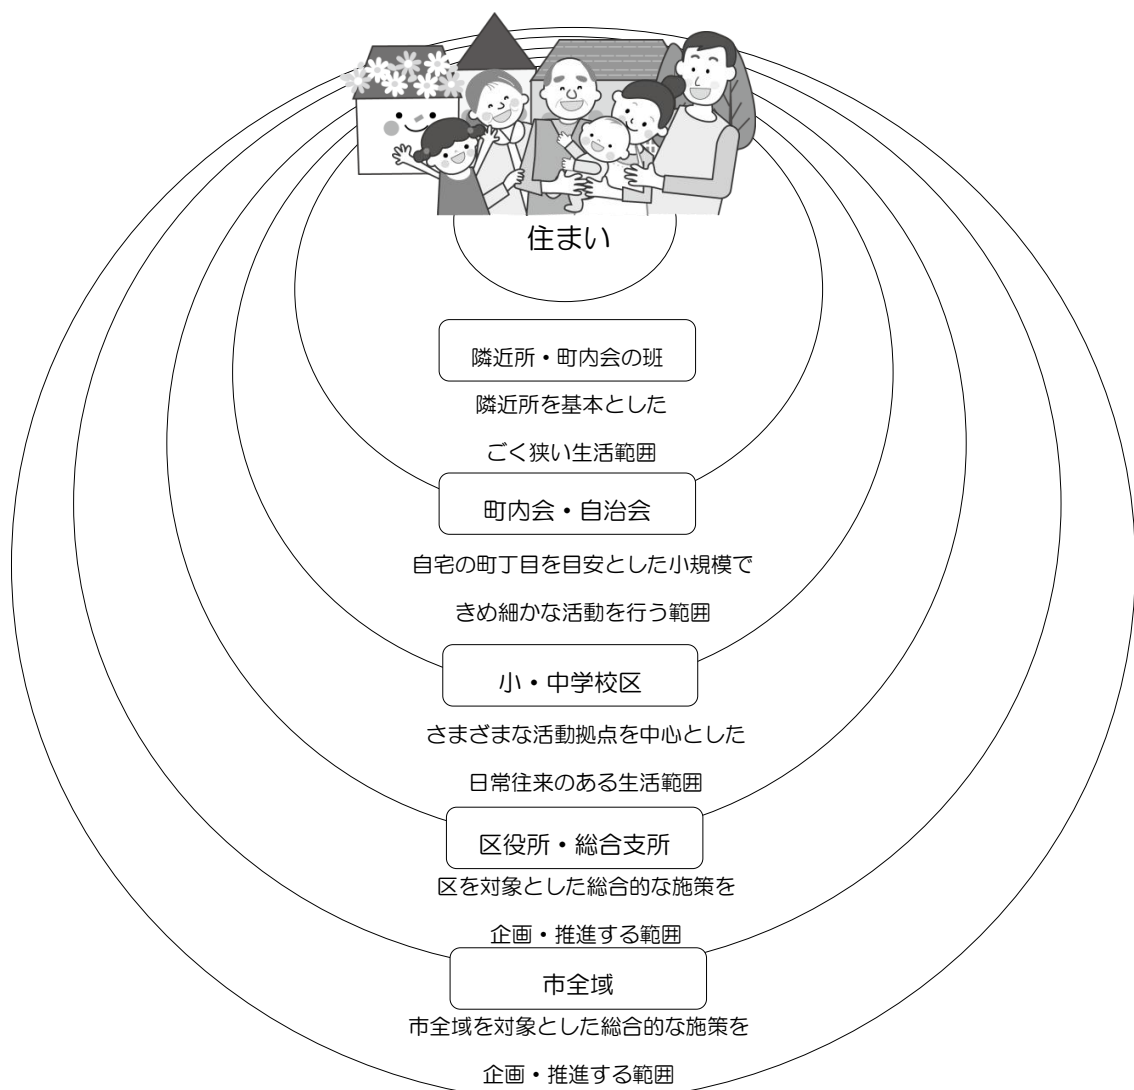 住まい
隣近所・町内会の班
隣近所を基本とした
ごく狭い生活範囲
町内会・自治会
自宅の町丁目を目安とした小規模で
きめ細かな活動を行う範囲
小・中学校区
さまざまな活動拠点を中心とした
日常往来のある生活範囲
区役所・総合支所
区を対象とした総合的な施策を
企画・推進する範囲
市全域
市全域を対象とした総合的な施策を
企画・推進する範囲